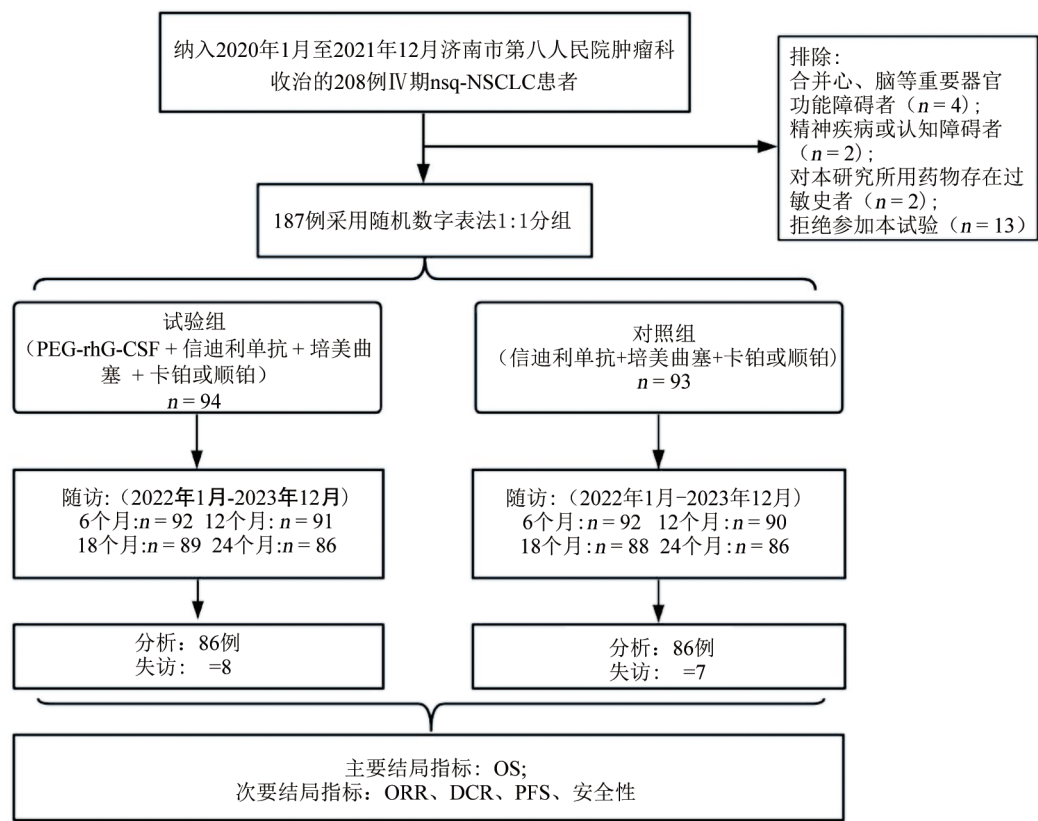 纳入2020年1月至2021年12月济南市第八人民院肿瘤科
收治的208例Ⅳ期nsq-NSCLC患者
排除:
合并心、脑等重要器官
功能障碍者（n = 4）;
精神疾病或认知障碍者
（n = 2）;
对本研究所用药物存在过
敏史者（n = 2）;
拒绝参加本试验（n = 13）
187例采用随机数字表法1:1分组
试验组
（PEG-rhG-CSF + 信迪利单抗 + 培美曲
塞 + 卡铂或顺铂）
n = 94
对照组
（信迪利单抗+培美曲塞+卡铂或顺铂）
n = 93
随访:（2022年1月-2023年12月）
6个月:n = 92 12个月: n = 91
18个月:n = 89 24个月: n = 86
随访:（2022年1月-2023年12月）
6个月:n = 92 12个月: n = 90
18个月:n = 88 24个月: n = 86
分析：86例
失访： =8
分析：86例
失访： =7
主要结局指标：OS;
次要结局指标：ORR、DCR、PFS、安全性